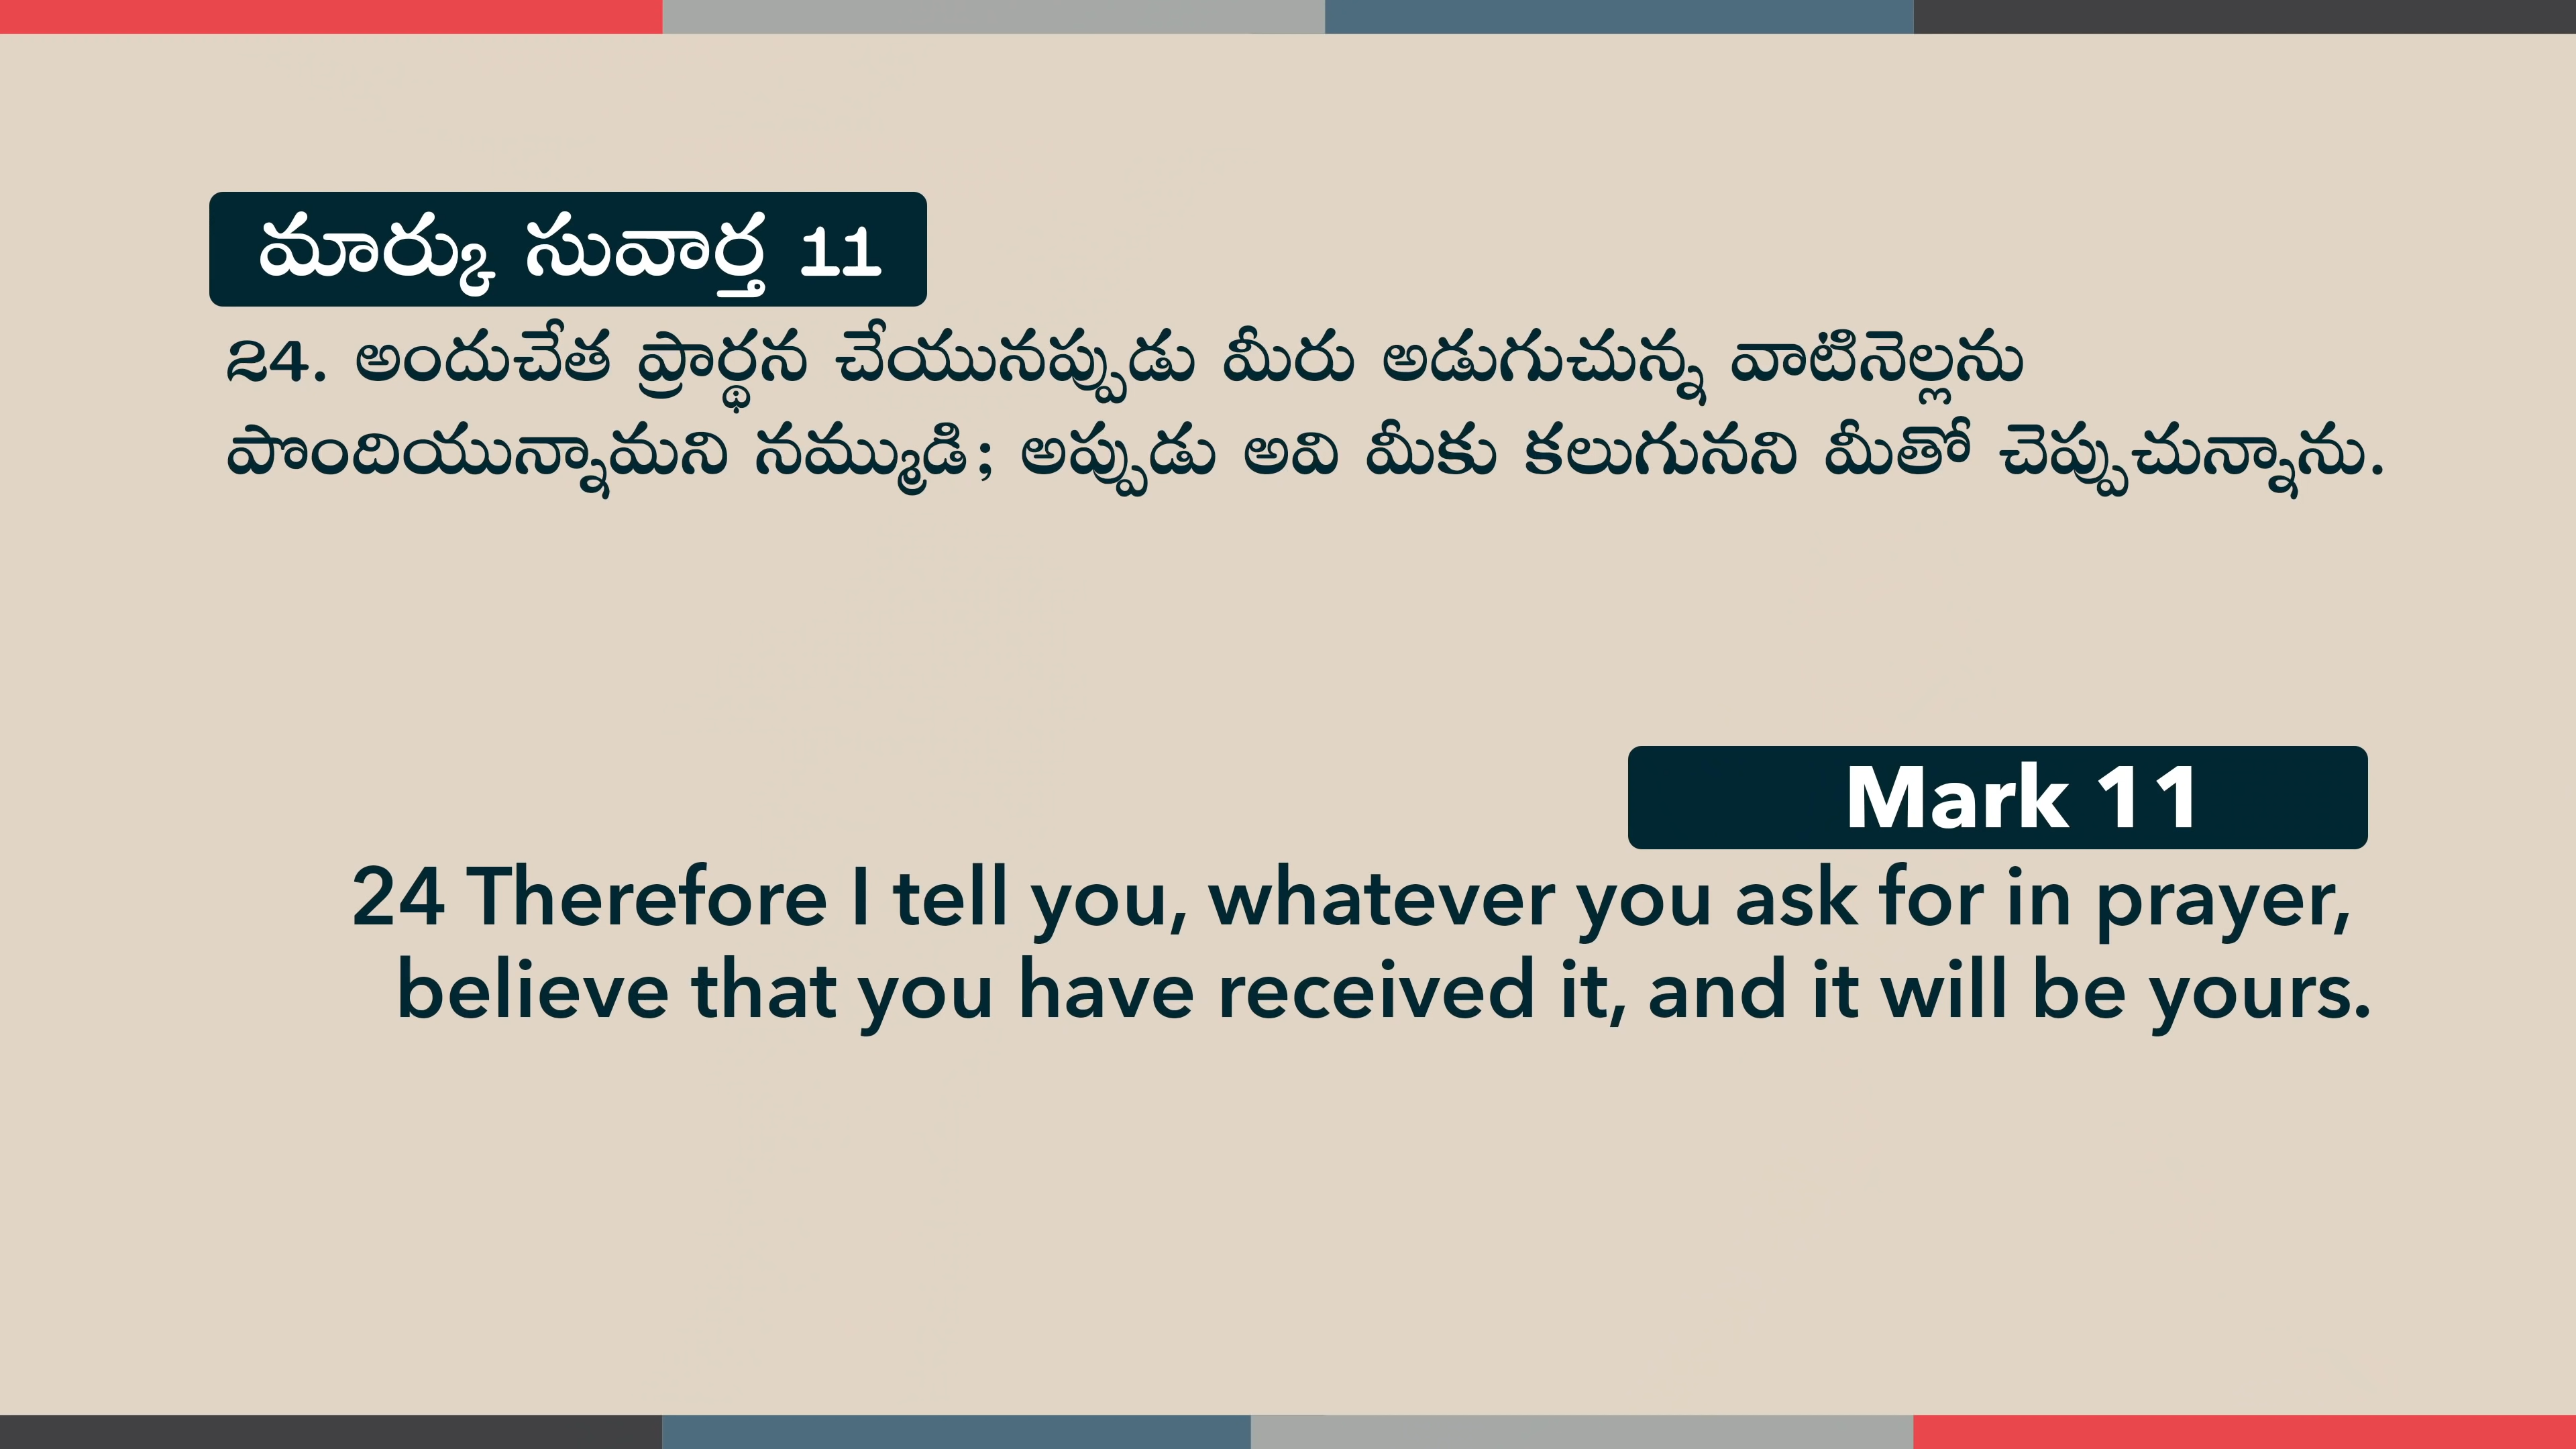 మార్కు సువార్త 11
24. అందుచేత ప్రార్థన చేయునప్పుడు మీరు అడుగుచున్న వాటినెల్లను
పొందియున్నామని నమ్ముడి; అప్పుడు అవి మీకు కలుగునని మీతో చెప్పుచున్నాను.
Mark 11
24 Therefore I tell you, whatever you ask for in prayer,
believe that you have received it, and it will be yours.